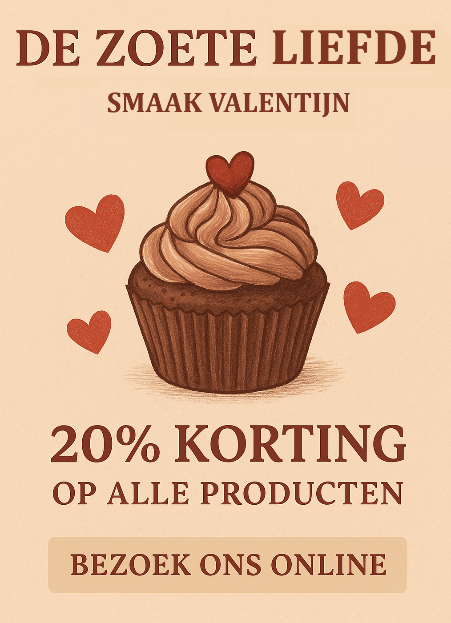 DE ZOETE LIEFDE
SMAAK VALENTIJN
20% KORTING
OP ALLE PRODUCTEN
BEZOEK ONS ONLINE